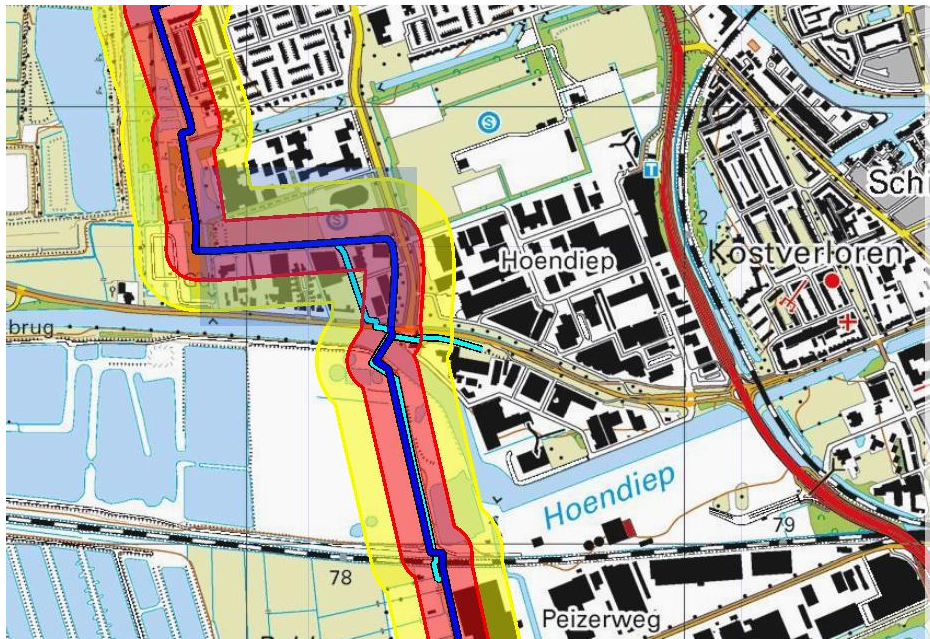 S
T
Schi
2
Kostverloren
S
Hoendiep
brug
Hoendiep
79
78
Peizerweg